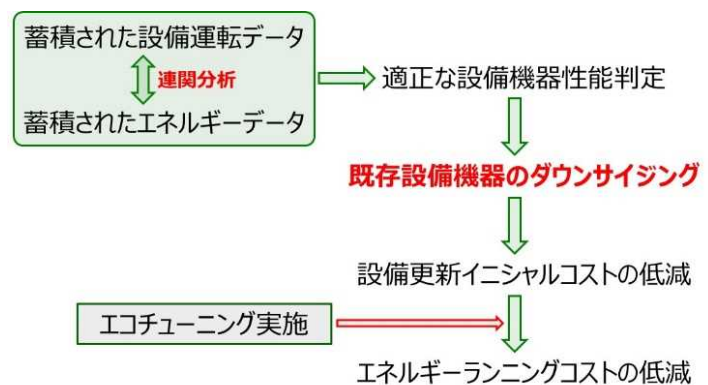 蓄積された設備運転データ
連関分析
蓄積されたエネルギーデータ
適正な設備機器性能判定
既存設備機器のダウンサイジング
設備更新イニシャルコストの低減
エコチューニング実施
エネルギーランニングコストの低減